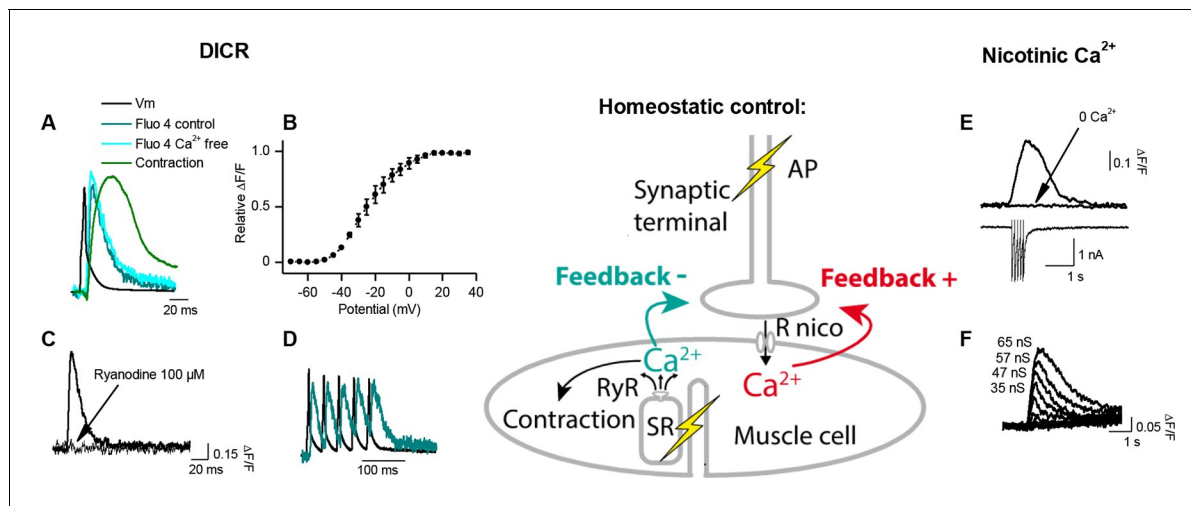 DICR
Nicotinic Ca²⁺
Vm
Fluo 4 control
Fluo 4 Ca²⁺ free
Contraction
A
20 ms
B
Relative ΔF/F
1.0
0.5
0
-60 -40 -20 0 20 40
Potential (mV)
C
Ryanodine 100 µM
0.15
ΔF/F
20 ms
D
100 ms
Homeostatic control:
AP
Synaptic
terminal
Feedback -
Feedback +
R nico
Ca²⁺
RyR
Ca²⁺
Contraction
SR
Muscle cell
E
0 Ca²⁺
0.1
ΔF/F
1 nA
1 s
F
65 nS
57 nS
47 nS
35 nS
0.05
ΔF/F
1 s